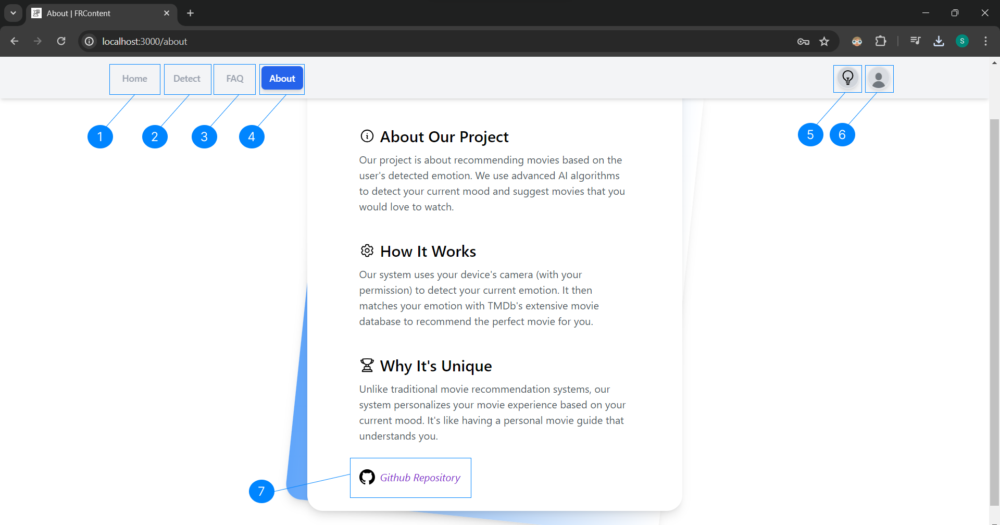 About | FRContent
localhost:3000/about
S
Home Detect FAQ About
1 2 3 4 5 6
About Our Project
Our project is about recommending movies based on the
user's detected emotion. We use advanced AI algorithms
to detect your current mood and suggest movies that you
would love to watch.
How It Works
Our system uses your device's camera (with your
permission) to detect your current emotion. It then
matches your emotion with TMDb's extensive movie
database to recommend the perfect movie for you.
Why It's Unique
Unlike traditional movie recommendation systems, our
system personalizes your movie experience based on your
current mood. It's like having a personal movie guide that
understands you.
Github Repository
7